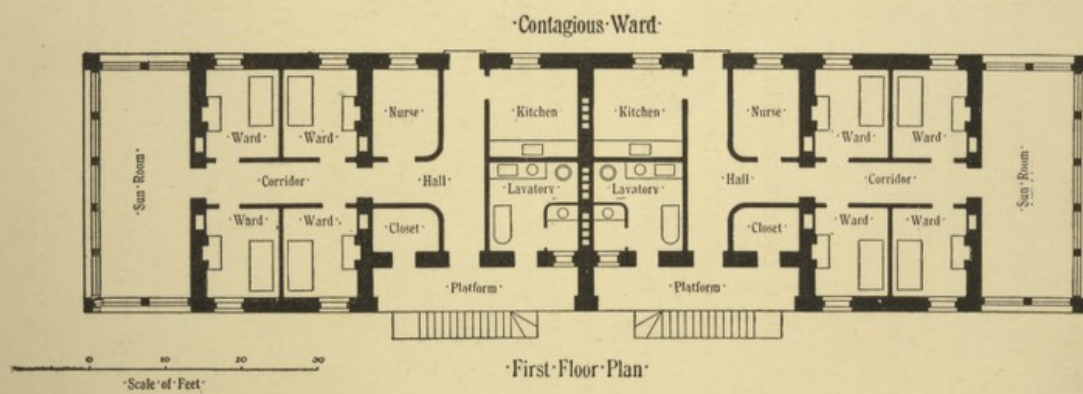 ·Contagious·Ward·
·Nurse· ·Kitchen· ·Kitchen· ·Nurse·
·Ward· ·Ward· ·Ward· Ward·
·Sun Room· ·Corridor· ·Hall· ·Lavatory· ·Lavatory· ·Hall· ·Corridor· ·Sun Room·
·Ward· ·Ward· ·Closet· ·Closet· ·Ward· ·Ward·
·Platform· ·Platform·
0 10 20 30
·Scale·of·Feet·
·First·Floor·Plan·